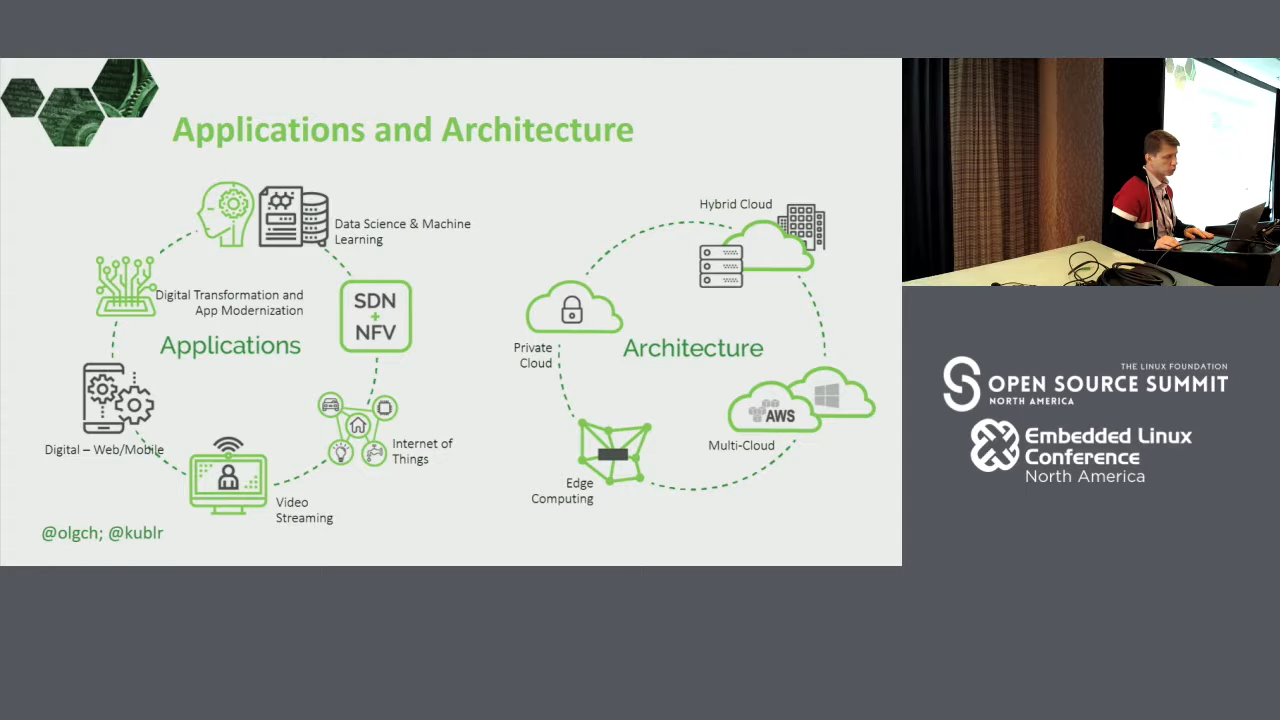 Applications and Architecture
Data Science & Machine
Learning
Digital Transformation and
App Modernization
SDN
+
NFV
Applications
Digital – Web/Mobile
Internet of
Things
Video
Streaming
Hybrid Cloud
Private
Cloud
Architecture
AWS
Multi-Cloud
Edge
Computing
@olgch; @kublr
THE LINUX FOUNDATION
OPEN SOURCE SUMMIT
NORTH AMERICA
Embedded Linux
Conference
North America